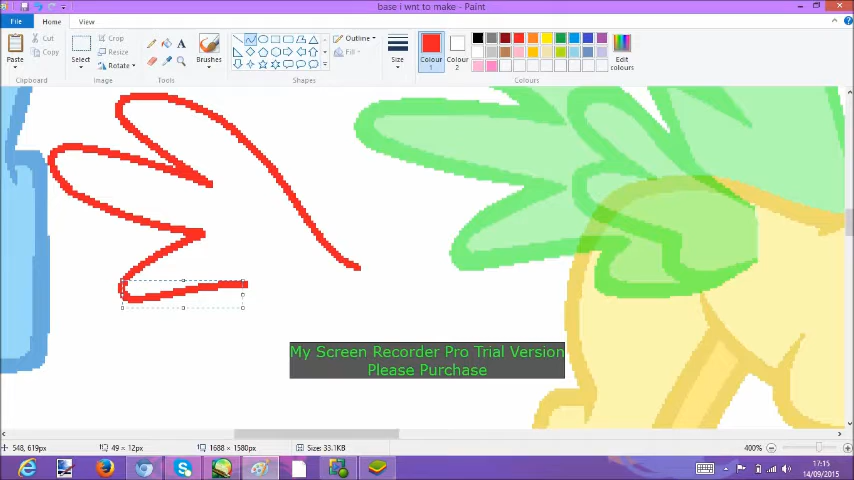 base i wnt to make - Paint
File Home View
Paste
Cut
Copy
Clipboard
Select
Crop
Resize
Rotate
Image
A
Tools
Brushes
Outline
Fill
Shapes
Size
Colour 1
Colour 2
Edit colours
Colours
My Screen Recorder Pro Trial Version
Please Purchase
548, 619px 49 × 12px 1688 × 1580px Size: 33.1KB 400%
17:15
14/09/2015